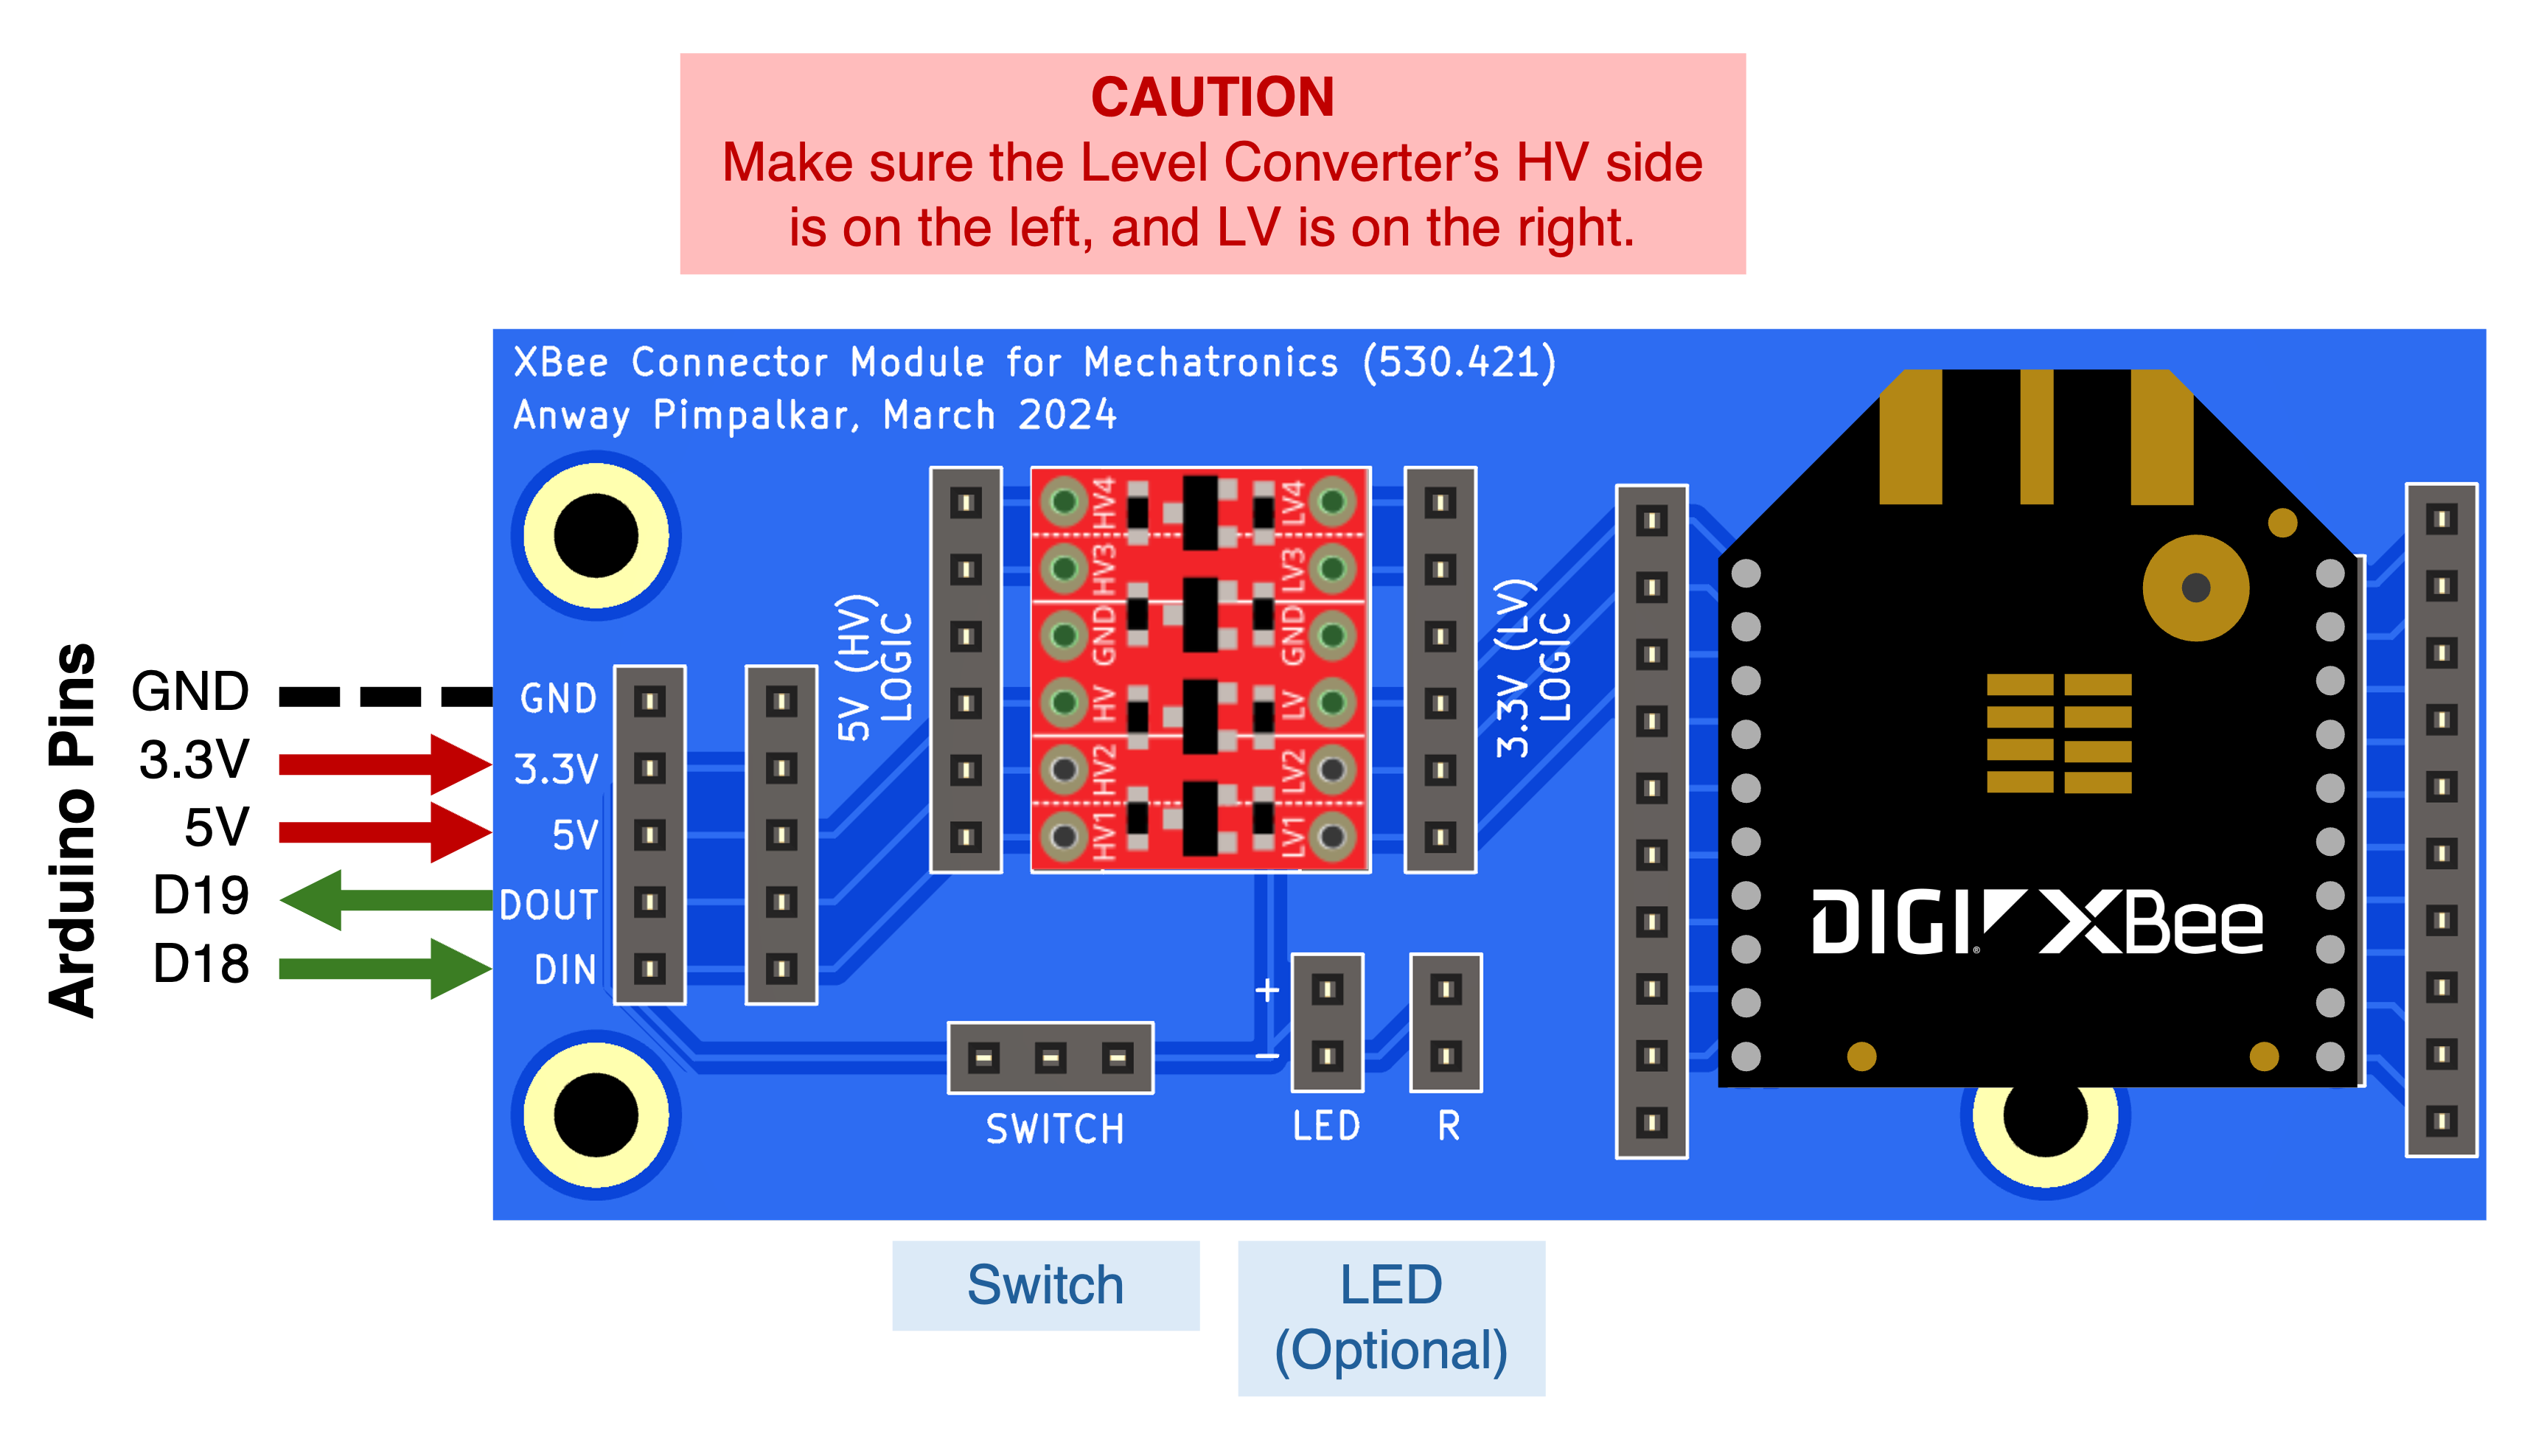 CAUTION
Make sure the Level Converter’s HV side
is on the left, and LV is on the right.
XBee Connector Module for Mechatronics (530.421)
Anway Pimpalkar, March 2024
Arduino Pins
GND
3.3V
5V
D19
D18
GND
3.3V
5V
DOUT
DIN
5V (HV)
LOGIC
HV4
HV3
GND
HV
HV2
HV1
LV4
LV3
GND
LV
LV2
LV1
3.3V (LV)
LOGIC
DIGI® XBee
+
−
SWITCH
LED
R
Switch
LED
(Optional)